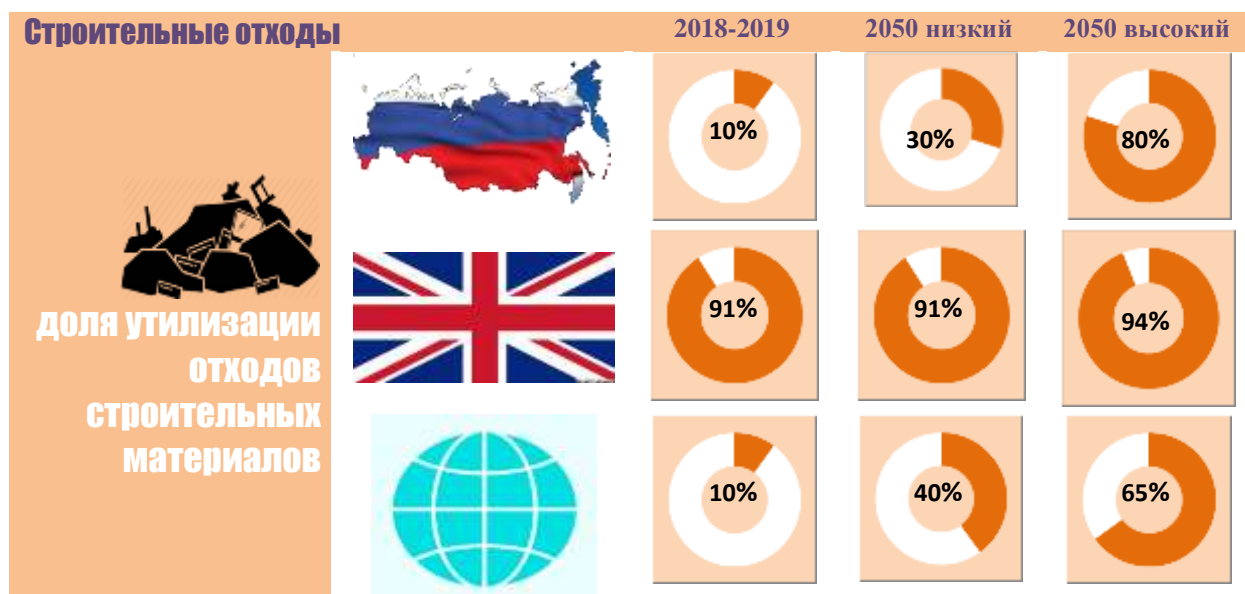 Строительные отходы 2018-2019 2050 низкий 2050 высокий
10% 30% 80%
91% 91% 94%
доля утилизации
отходов
строительных
материалов
10% 40% 65%